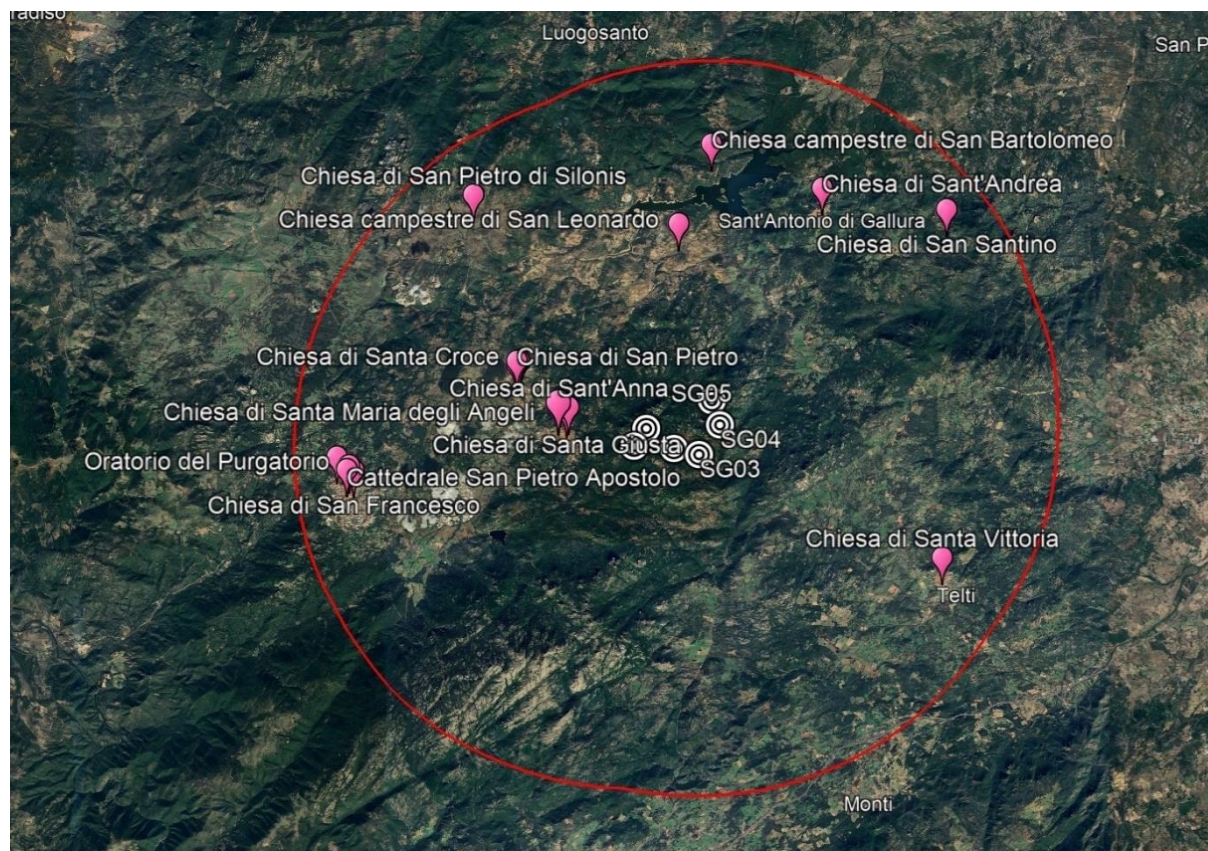 radiso
Luogosanto
San P
Chiesa campestre di San Bartolomeo
Chiesa di San Pietro di Silonis
Chiesa di Sant'Andrea
Chiesa campestre di San Leonardo
Sant'Antonio di Gallura
Chiesa di San Santino
Chiesa di Santa Croce
Chiesa di San Pietro
Chiesa di Sant'Anna
SG05
Chiesa di Santa Maria degli Angeli
Chiesa di Santa Giusta
SG04
Oratorio del Purgatorio
SG03
Cattedrale San Pietro Apostolo
Chiesa di San Francesco
Chiesa di Santa Vittoria
Telti
Monti